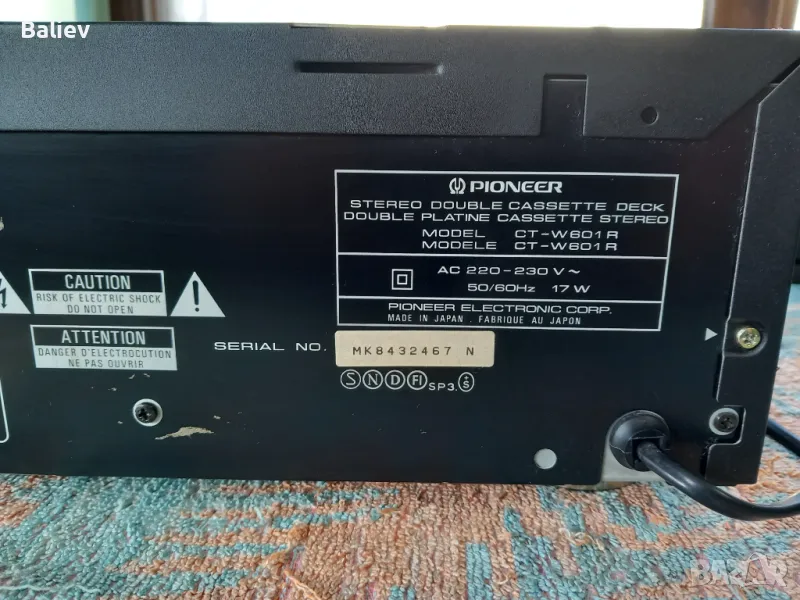 Baliev
PIONEER
STEREO DOUBLE CASSETTE DECK
DOUBLE PLATINE CASSETTE STEREO
MODEL CT-W601R
MODELE CT-W601R
AC 220-230 V~
50/60Hz 17 W
PIONEER ELECTRONIC CORP.
MADE IN JAPAN . FABRIQUE AU JAPON
CAUTION
RISK OF ELECTRIC SHOCK
DO NOT OPEN
ATTENTION
DANGER D'ELECTROCUTION
NE PAS OUVRIR
SERIAL NO. MK8432467 N
S N D FI SP3. +S
BAZAR